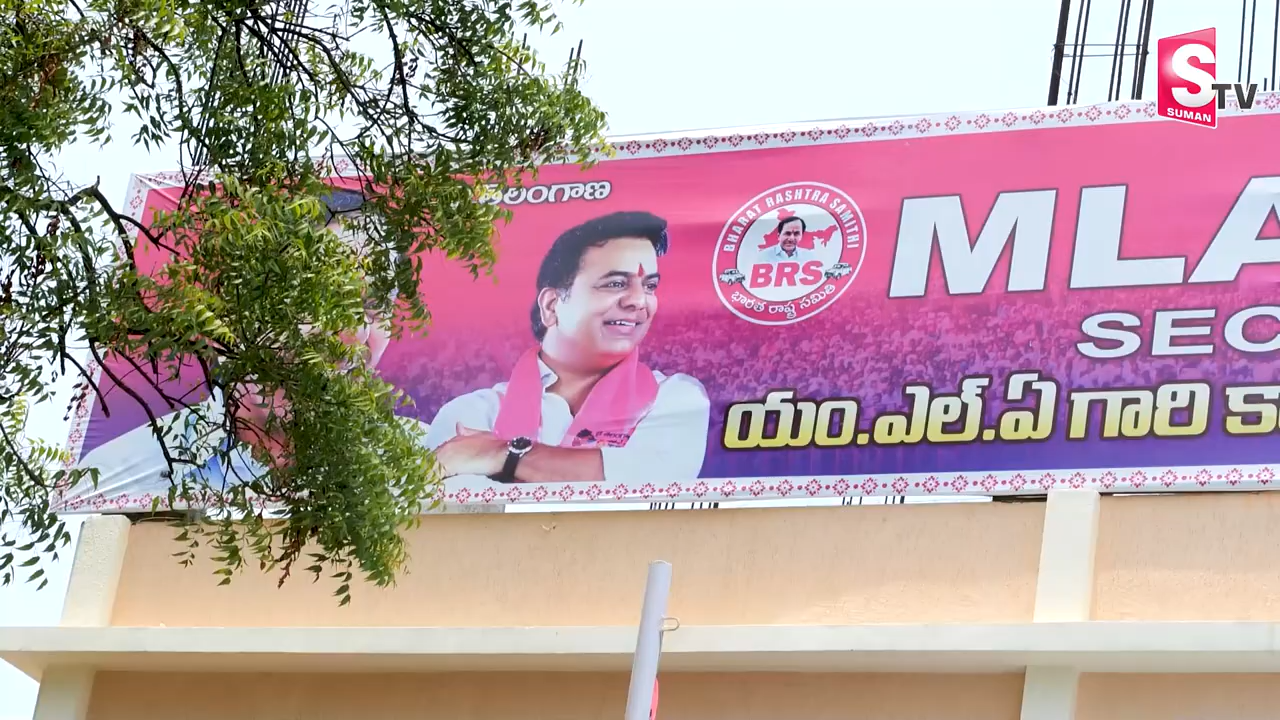 S TV
SUMAN
తెలంగాణ
BHARAT RASHTRA SAMITHI
BRS
భారత రాష్ట్ర సమితి
MLA
SEC
యం.ఎల్.ఏ గారి కా